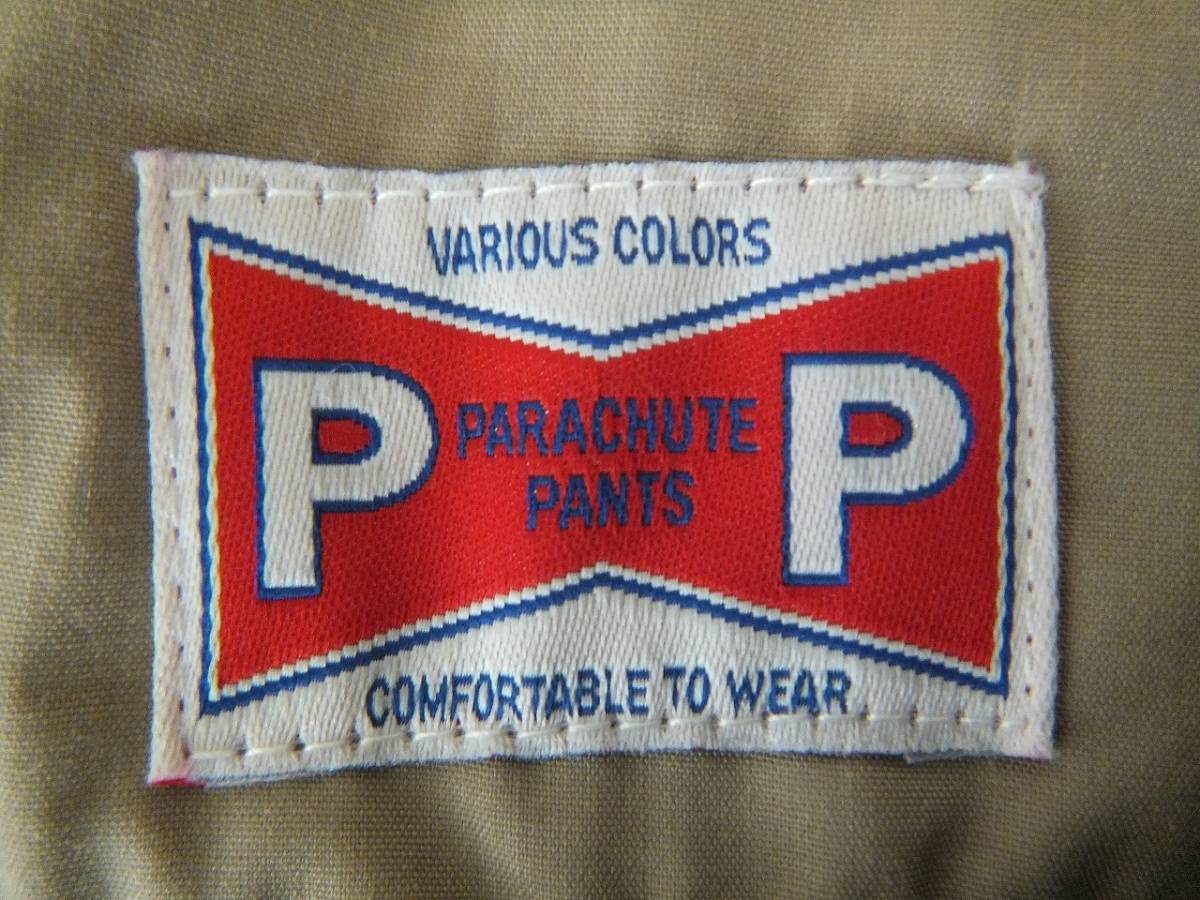 VARIOUS COLORS
P PARACHUTE P
PANTS
COMFORTABLE TO WEAR